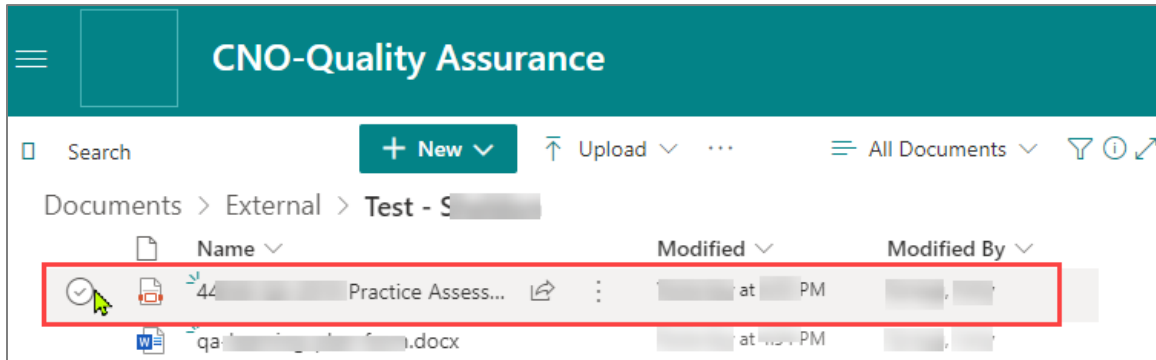 CNO-Quality Assurance
Search + New Upload ... All Documents
Documents > External > Test - S
Name Modified Modified By
44 Practice Assess... at PM
qa- .docx at PM